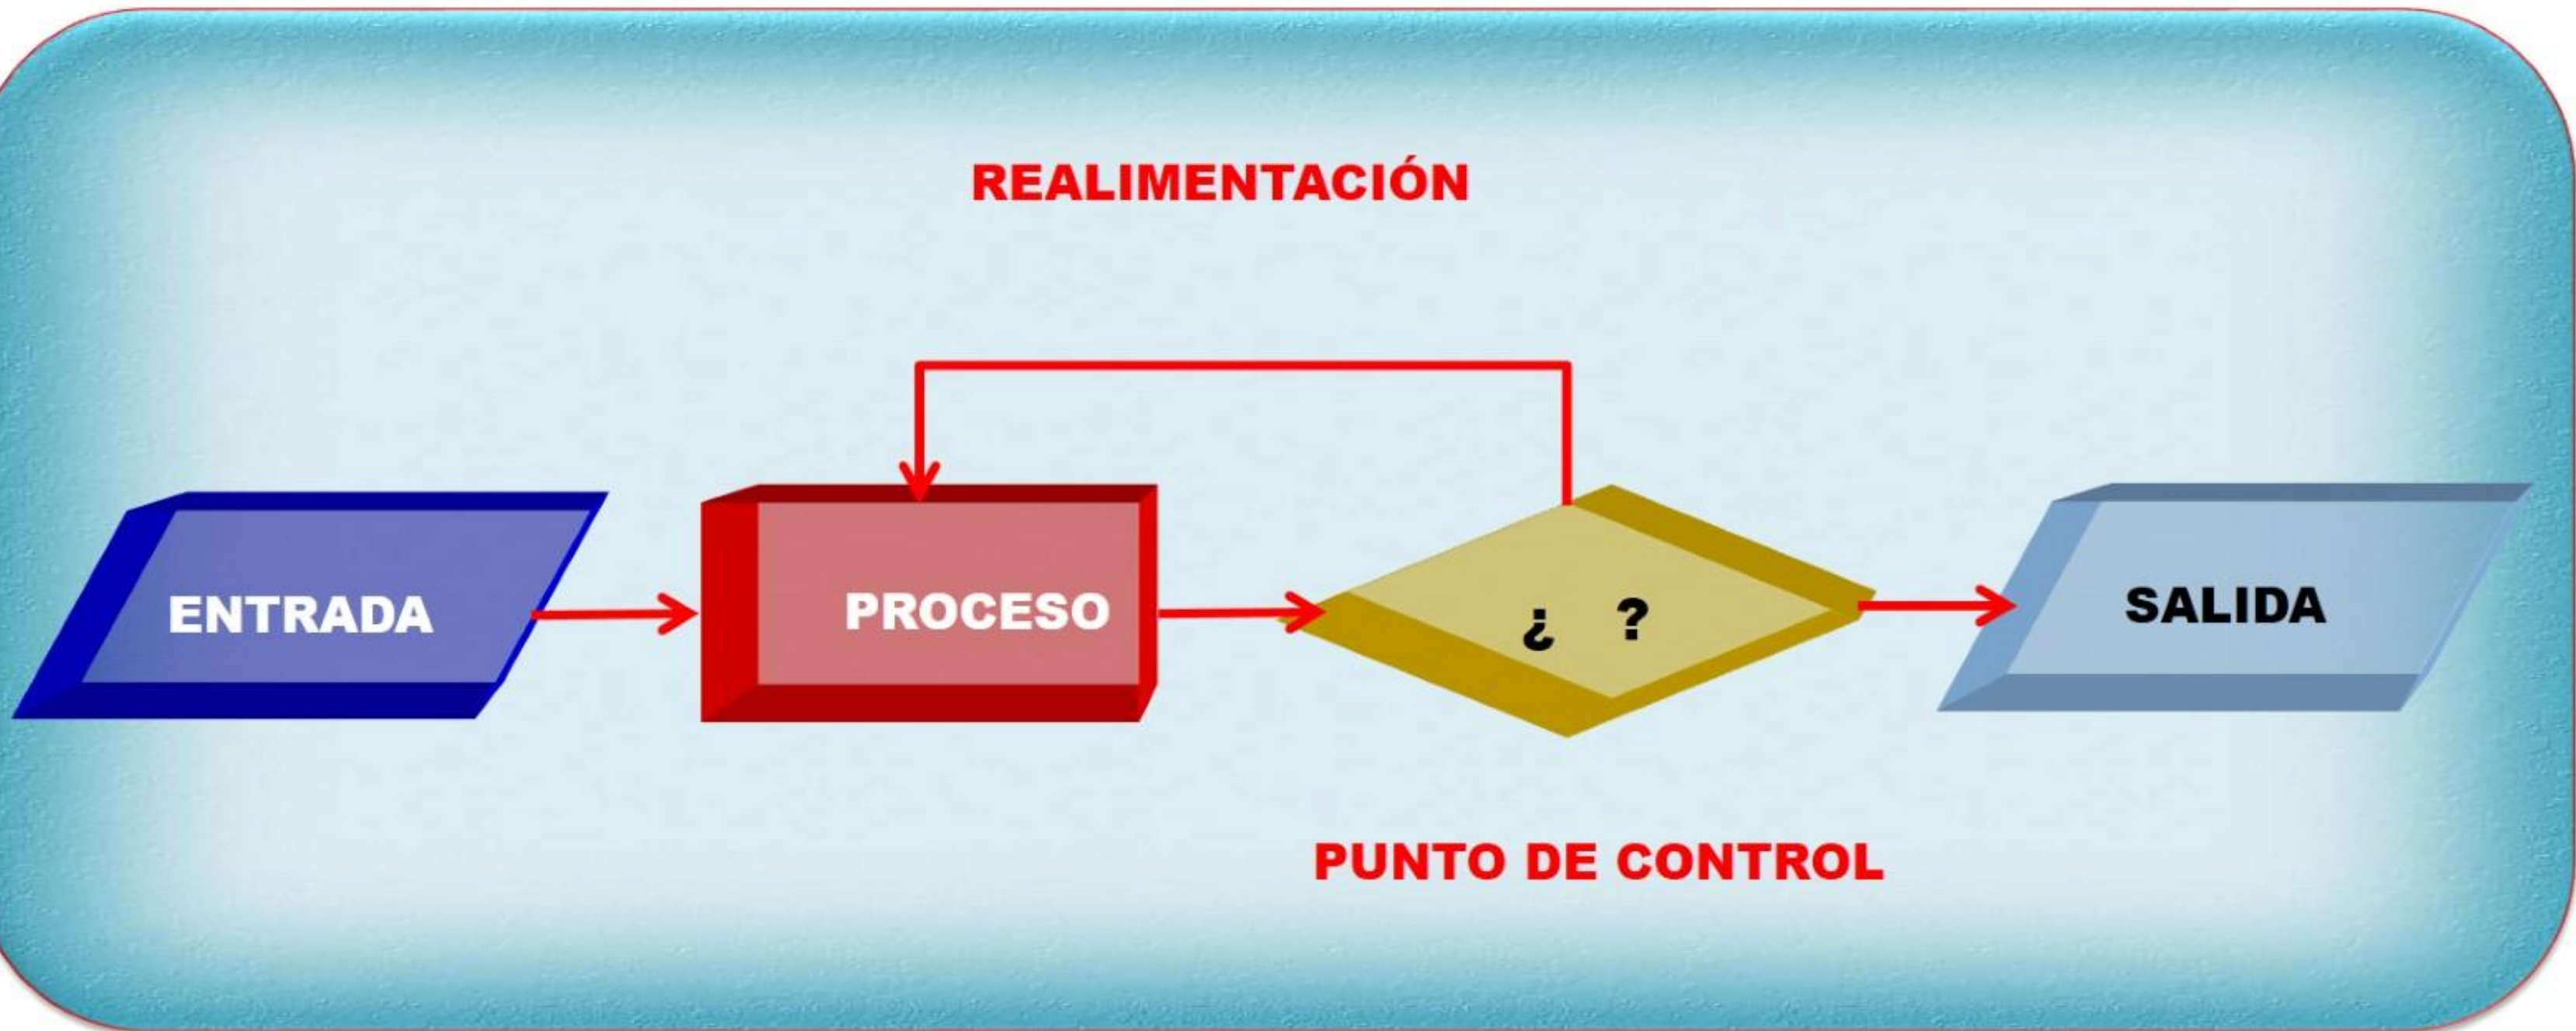 REALIMENTACIÓN
ENTRADA
PROCESO
¿ ?
SALIDA
PUNTO DE CONTROL